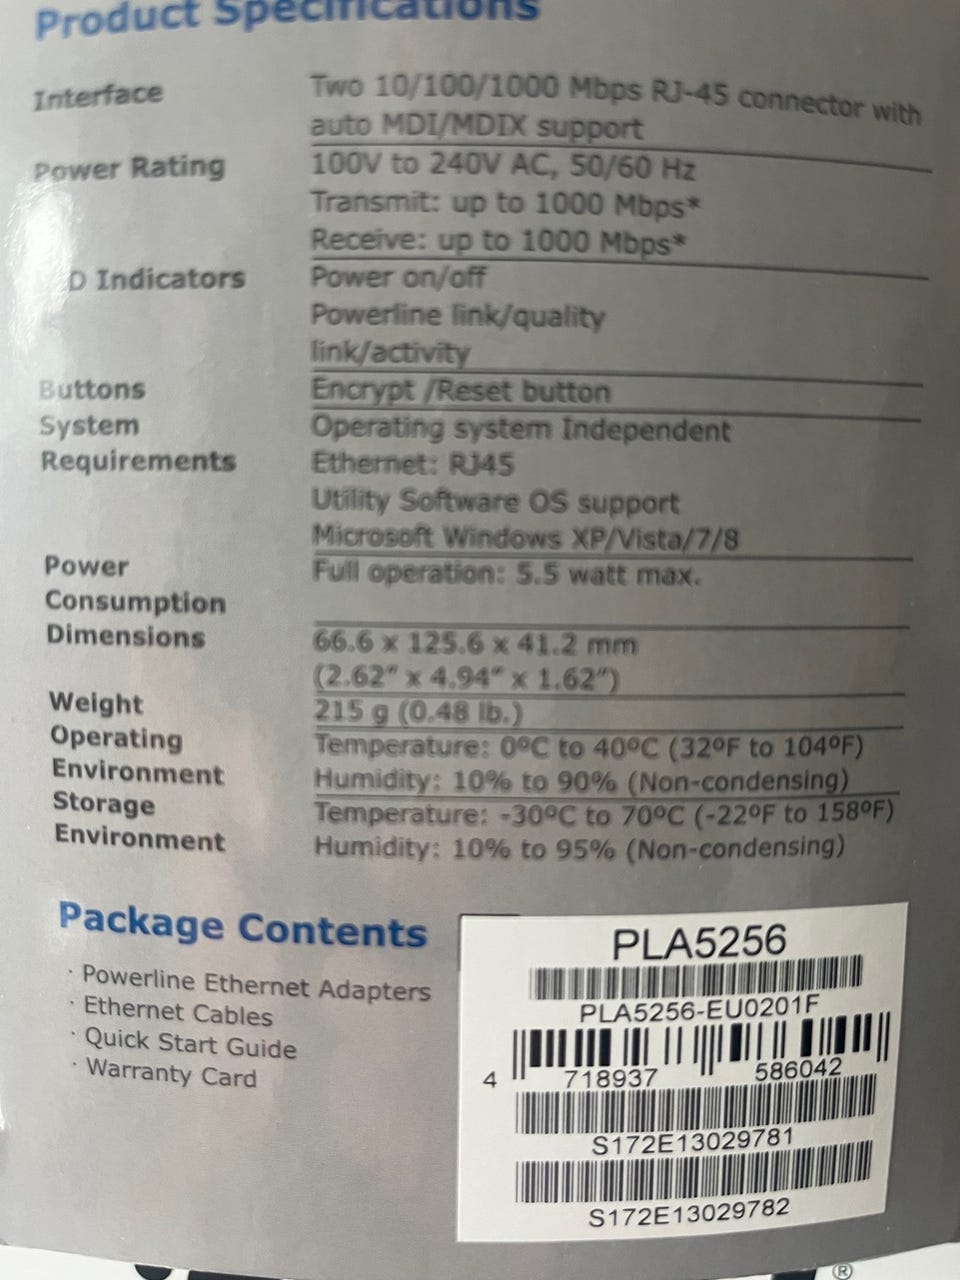 Product Specifications
Interface Two 10/100/1000 Mbps RJ-45 connector with
auto MDI/MDIX support
Power Rating 100V to 240V AC, 50/60 Hz
Transmit: up to 1000 Mbps*
Receive: up to 1000 Mbps*
D Indicators Power on/off
Powerline link/quality
link/activity
Buttons Encrypt /Reset button
System Operating system Independent
Requirements Ethernet: RJ45
Utility Software OS support
Microsoft Windows XP/Vista/7/8
Power Full operation: 5.5 watt max.
Consumption
Dimensions 66.6 x 125.6 x 41.2 mm
(2.62" x 4.94" x 1.62")
Weight 215 g (0.48 lb.)
Operating Temperature: 0ºC to 40ºC (32ºF to 104ºF)
Environment Humidity: 10% to 90% (Non-condensing)
Storage Temperature: -30ºC to 70ºC (-22ºF to 158ºF)
Environment Humidity: 10% to 95% (Non-condensing)
Package Contents
· Powerline Ethernet Adapters
· Ethernet Cables
· Quick Start Guide
· Warranty Card
PLA5256
PLA5256-EU0201F
4 718937 586042
S172E13029781
S172E13029782
®